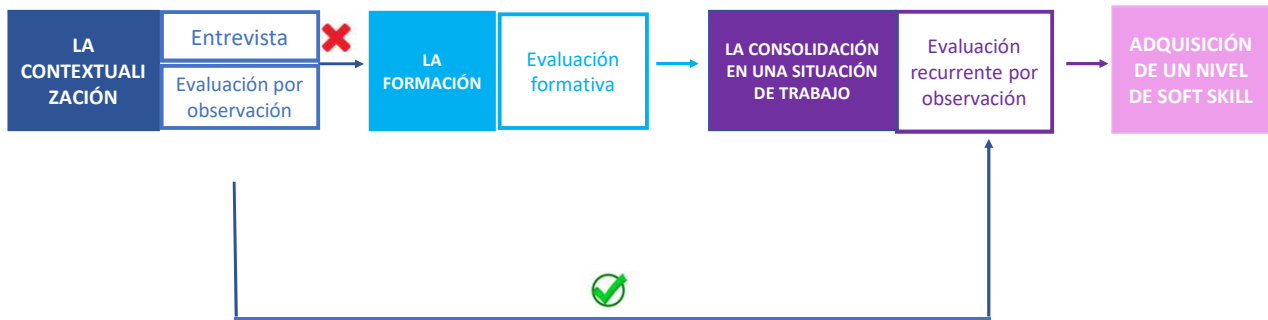 LA
CONTEXTUALI
ZACIÓN
Entrevista
Evaluación por
observación
LA
FORMACIÓN
Evaluación
formativa
LA CONSOLIDACIÓN
EN UNA SITUACIÓN
DE TRABAJO
Evaluación
recurrente por
observación
ADQUISICIÓN
DE UN NIVEL
DE SOFT SKILL